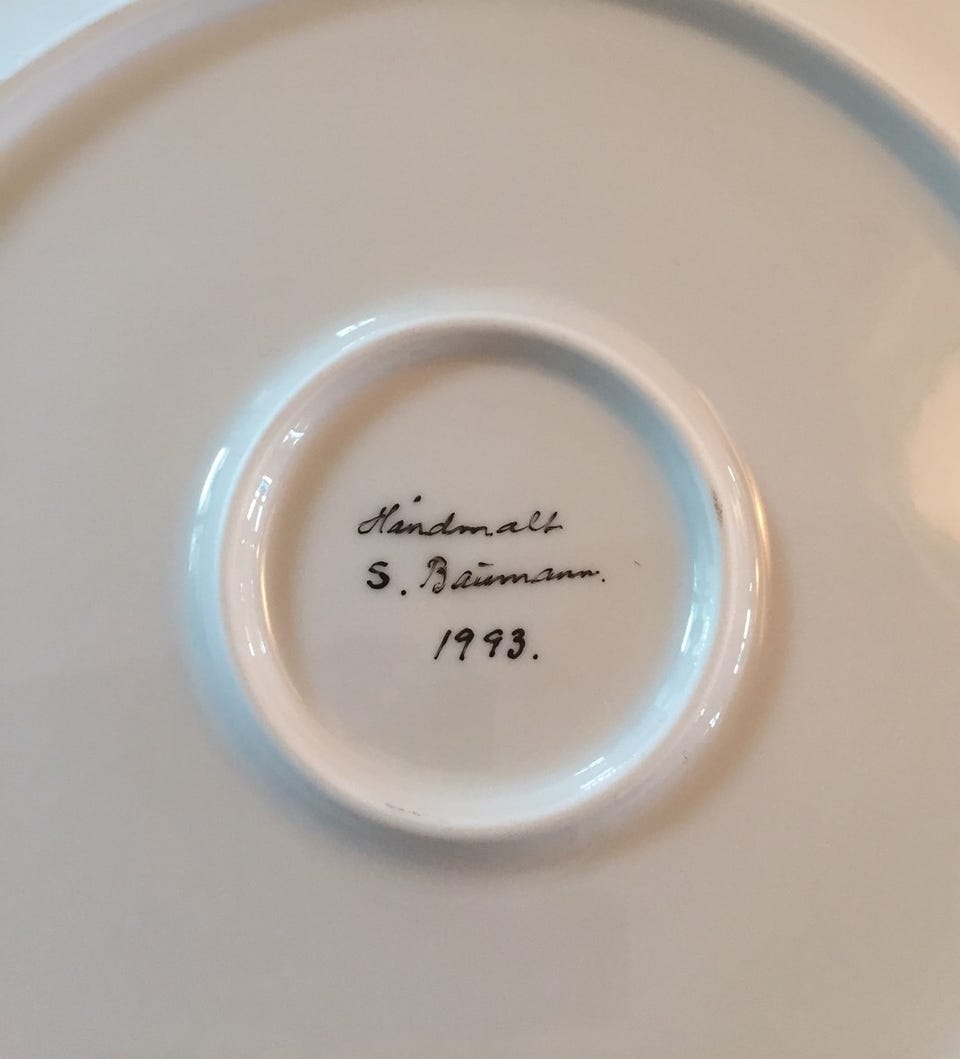 Håndmalt
S. Baumann.
1993.